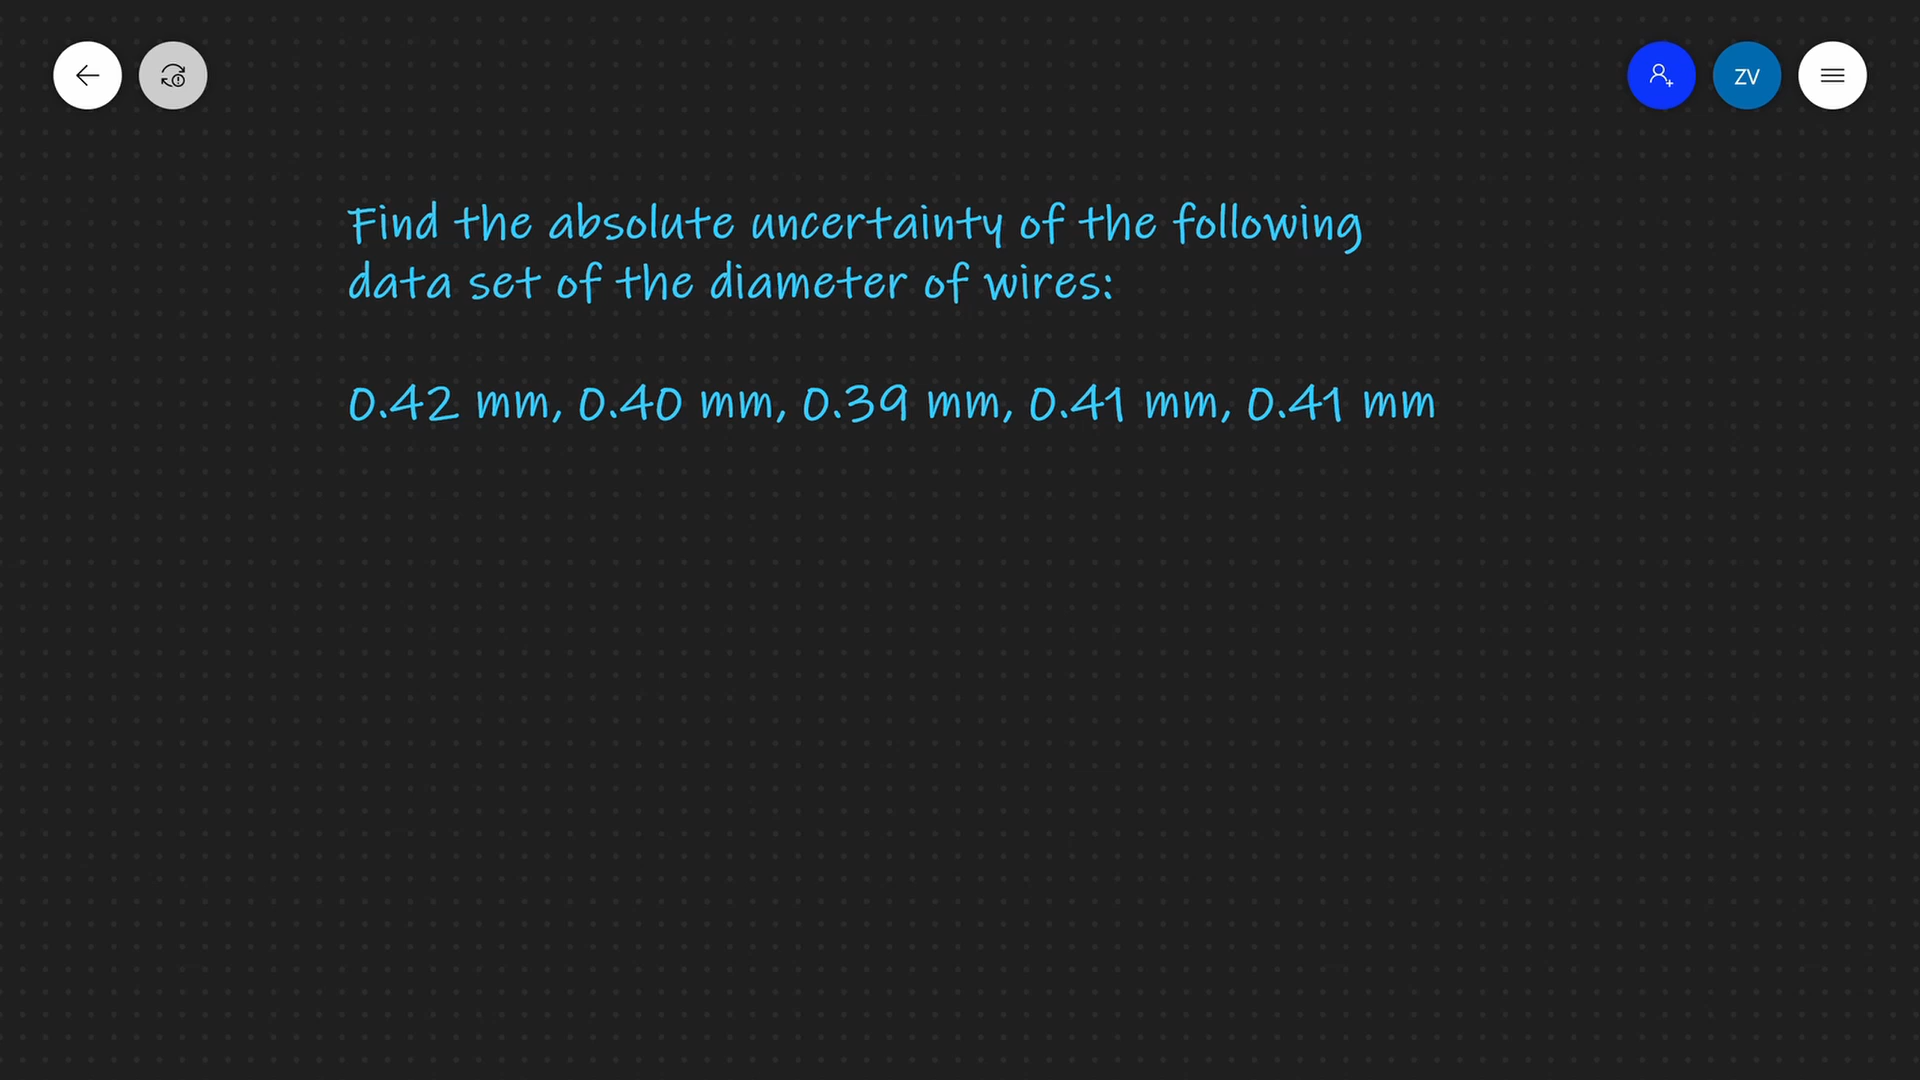 ZV
Find the absolute uncertainty of the following
data set of the diameter of wires:
0.42 mm, 0.40 mm, 0.39 mm, 0.41 mm, 0.41 mm